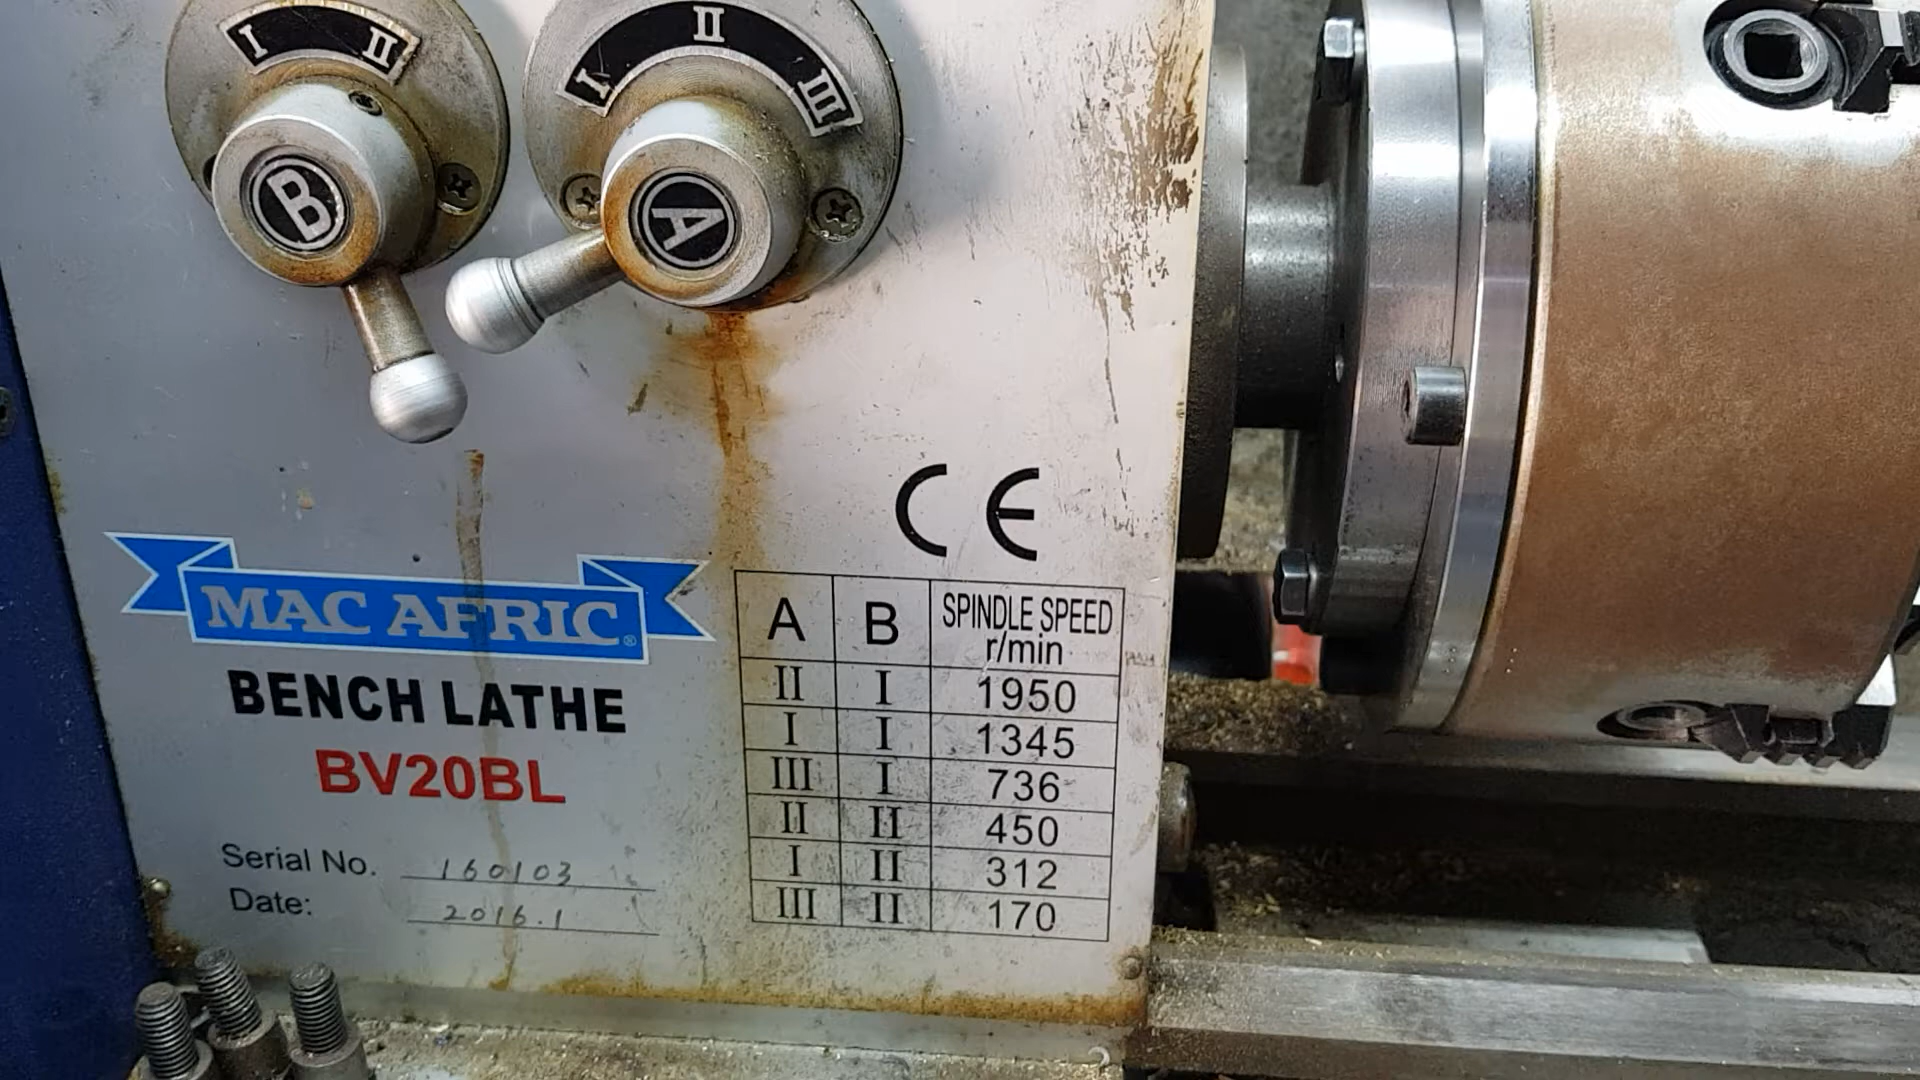 I II
I II III
B
A
CE
MAC AFRIC®
BENCH LATHE
BV20BL
Serial No. 160103
Date: 2016.1
A B SPINDLE SPEED r/min
II I 1950
I I 1345
III I 736
II II 450
I II 312
III II 170